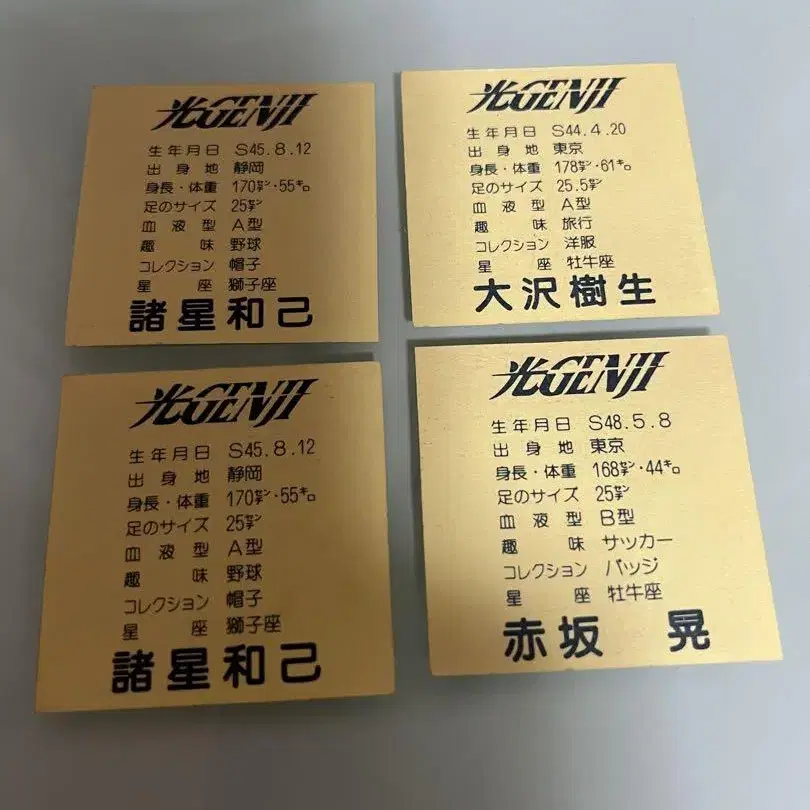 光GENJI
生年月日 S45.8.12
出身地 静岡
身長・体重 170㌢・55㌔
足のサイズ 25㌢
血液型 A型
趣味 野球
コレクション 帽子
星座 獅子座
諸星和己
光GENJI
生年月日 S44.4.20
出身地 東京
身長・体重 178㌢・61㌔
足のサイズ 25.5㌢
血液型 A型
趣味 旅行
コレクション 洋服
星座 牡牛座
大沢樹生
光GENJI
生年月日 S45.8.12
出身地 静岡
身長・体重 170㌢・55㌔
足のサイズ 25㌢
血液型 A型
趣味 野球
コレクション 帽子
星座 獅子座
諸星和己
光GENJI
生年月日 S48.5.8
出身地 東京
身長・体重 168㌢・44㌔
足のサイズ 25㌢
血液型 B型
趣味 サッカー
コレクション バッジ
星座 牡牛座
赤坂 晃